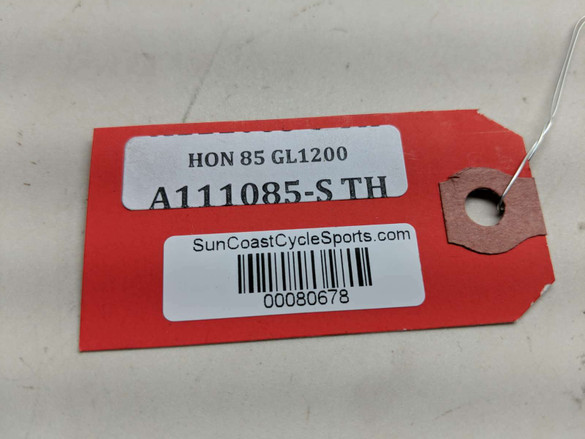 HON 85 GL1200
A111085-S TH
SunCoastCycleSports.com
00080678